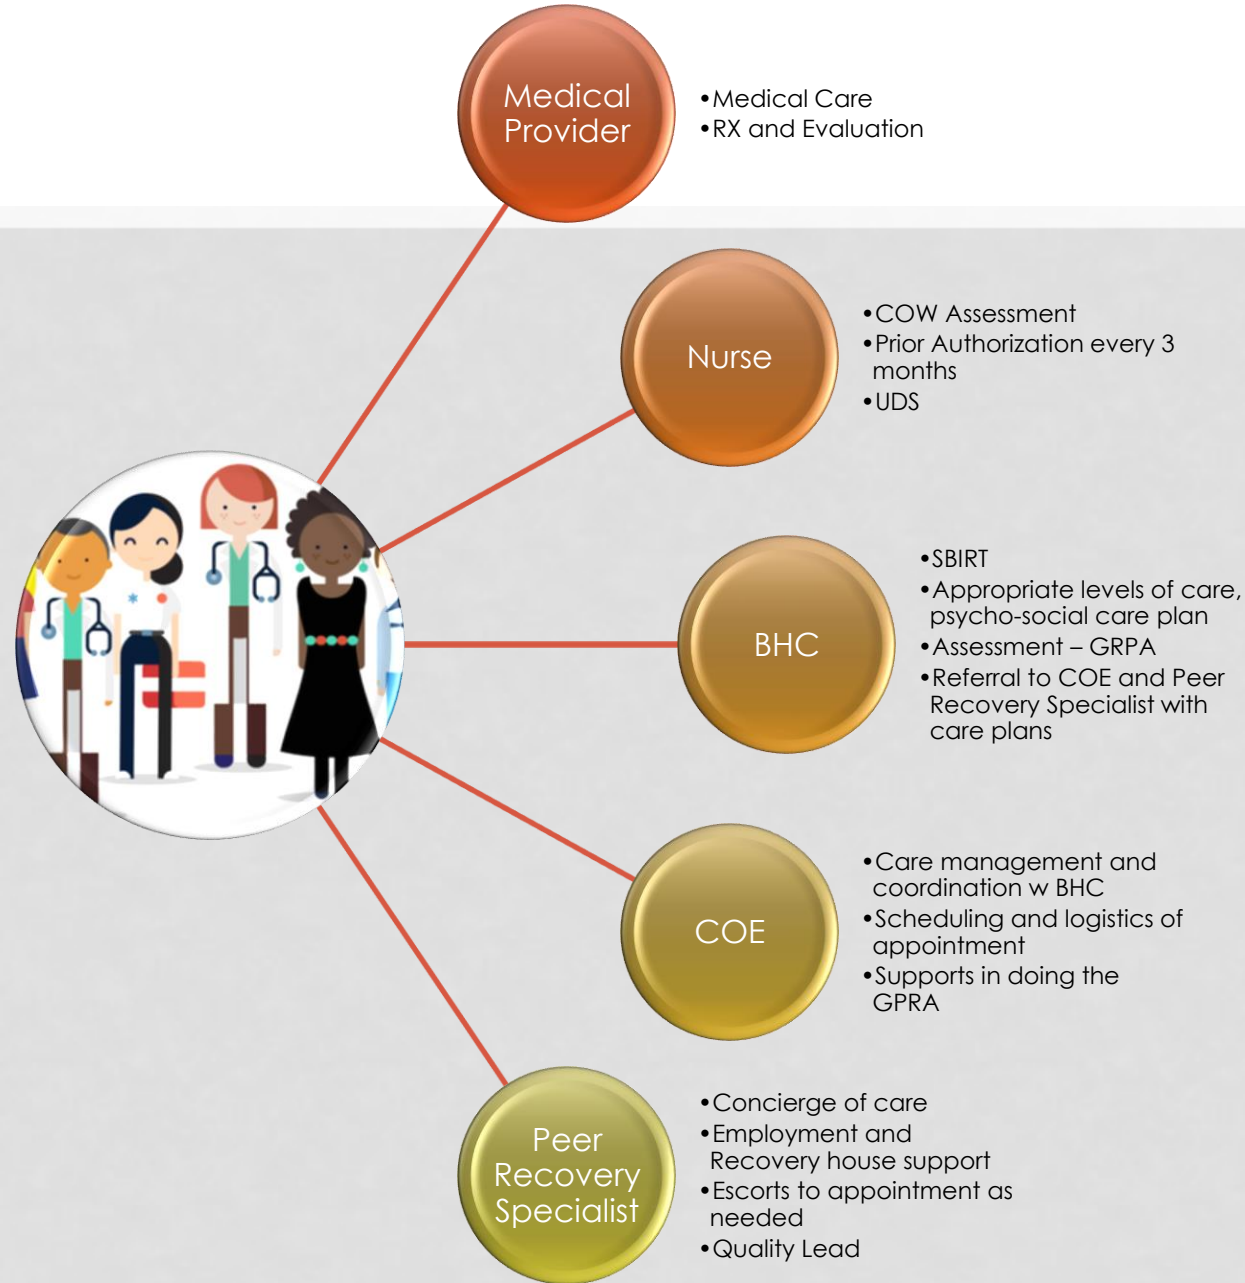 Medical
Provider
•Medical Care
•RX and Evaluation
Nurse
•COW Assessment
•Prior Authorization every 3
months
•UDS
BHC
•SBIRT
•Appropriate levels of care,
psycho-social care plan
•Assessment – GRPA
•Referral to COE and Peer
Recovery Specialist with
care plans
COE
•Care management and
coordination w BHC
•Scheduling and logistics of
appointment
•Supports in doing the
GPRA
Peer
Recovery
Specialist
•Concierge of care
•Employment and
Recovery house support
•Escorts to appointment as
needed
•Quality Lead